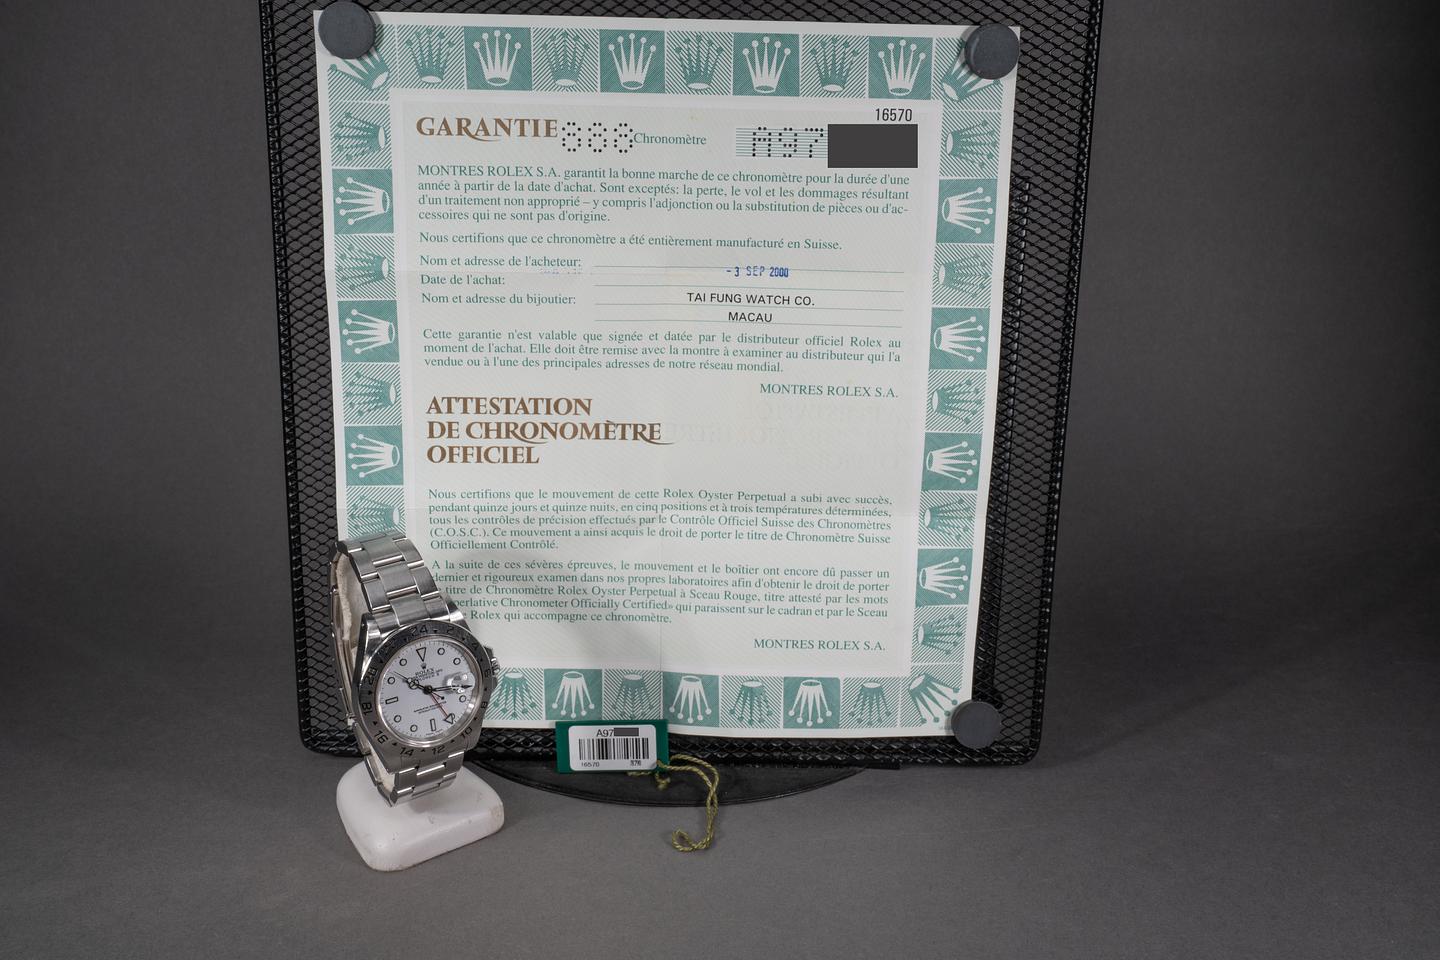 16570
GARANTIE 888 Chronomètre A97
MONTRES ROLEX S.A. garantit la bonne marche de ce chronomètre pour la durée d'une
année à partir de la date d'achat. Sont exceptés: la perte, le vol et les dommages résultant
d'un traitement non approprié – y compris l'adjonction ou la substitution de pièces ou d'ac-
cessoires qui ne sont pas d'origine.
Nous certifions que ce chronomètre a été entièrement manufacturé en Suisse.
Nom et adresse de l'acheteur:
- 3 SEP 2000
Date de l'achat:
Nom et adresse du bijoutier: TAI FUNG WATCH CO.
MACAU
Cette garantie n'est valable que signée et datée par le distributeur officiel Rolex au
moment de l'achat. Elle doit être remise avec la montre à examiner au distributeur qui l'a
vendue ou à l'une des principales adresses de notre réseau mondial.
MONTRES ROLEX S.A.
ATTESTATION
DE CHRONOMÈTRE
OFFICIEL
Nous certifions que le mouvement de cette Rolex Oyster Perpetual a subi avec succès,
pendant quinze jours et quinze nuits, en cinq positions et à trois températures déterminées,
tous les contrôles de précision effectués par le Contrôle Officiel Suisse des Chronomètres
(C.O.S.C.). Ce mouvement a ainsi acquis le droit de porter le titre de Chronomètre Suisse
Officiellement Contrôlé.
A la suite de ces sévères épreuves, le mouvement et le boîtier ont encore dû passer un
dernier et rigoureux examen dans nos propres laboratoires afin d'obtenir le droit de porter
titre de Chronomètre Rolex Oyster Perpetual à Sceau Rouge, titre attesté par les mots
perlative Chronometer Officially Certified» qui paraissent sur le cadran et par le Sceau
Rolex qui accompagne ce chronomètre.
MONTRES ROLEX S.A.
24
20
18
16
14
12
10
8
ROLEX
A97
16570